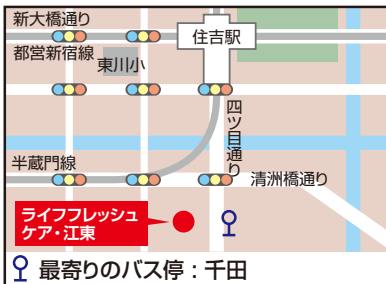 新大橋通り
住吉駅
都営新宿線
東川小
四ツ目通り
半蔵門線
清洲橋通り
ライフフレッシュ
ケア・江東
最寄りのバス停：千田